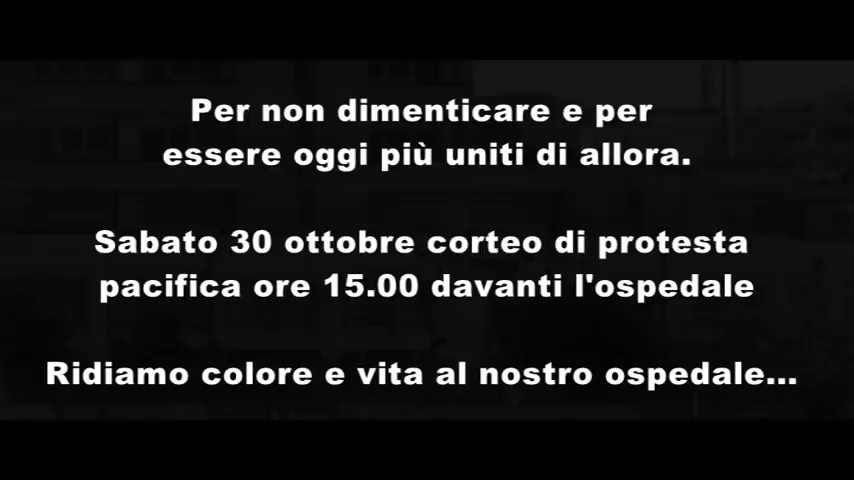 Per non dimenticare e per
essere oggi più uniti di allora.
Sabato 30 ottobre corteo di protesta
pacifica ore 15.00 davanti l'ospedale
Ridiamo colore e vita al nostro ospedale...